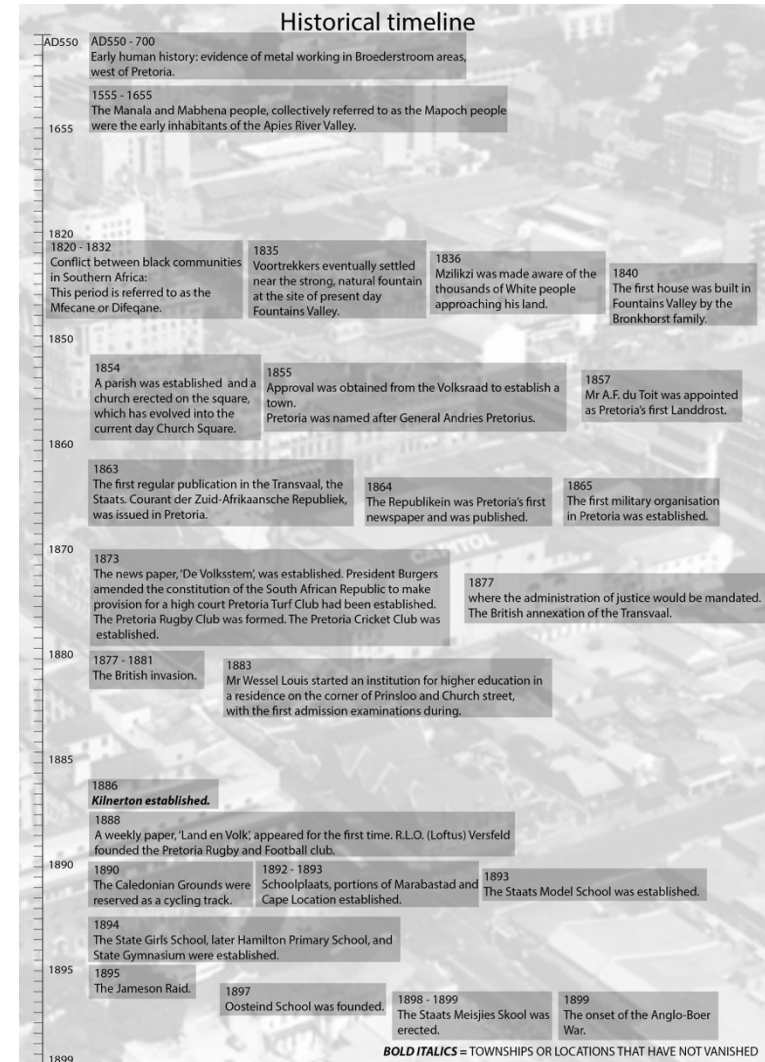 Historical timeline
AD550
AD550 - 700
Early human history: evidence of metal working in Broederstroom areas,
west of Pretoria.
1555 - 1655
The Manala and Mabhena people, collectively referred to as the Mapoch people
were the early inhabitants of the Apies River Valley.
1655
1820
1820 - 1832
Conflict between black communities
in Southern Africa:
This period is referred to as the
Mfecane or Difeqane.
1835
Voortrekkers eventually settled
near the strong, natural fountain
at the site of present day
Fountains Valley.
1836
Mzilikzi was made aware of the
thousands of White people
approaching his land.
1840
The first house was built in
Fountains Valley by the
Bronkhorst family.
1850
1854
A parish was established and a
church erected on the square,
which has evolved into the
current day Church Square.
1855
Approval was obtained from the Volksraad to establish a
town.
Pretoria was named after General Andries Pretorius.
1857
Mr A.F. du Toit was appointed
as Pretoria's first Landdrost.
1860
1863
The first regular publication in the Transvaal, the
Staats. Courant der Zuid-Afrikaansche Republiek,
was issued in Pretoria.
1864
The Republikein was Pretoria's first
newspaper and was published.
1865
The first military organisation
in Pretoria was established.
1870
CAPITOL
1873
The news paper, 'De Volksstem', was established. President Burgers
amended the constitution of the South African Republic to make
provision for a high court Pretoria Turf Club had been established.
The Pretoria Rugby Club was formed. The Pretoria Cricket Club was
established.
1877
where the administration of justice would be mandated.
The British annexation of the Transvaal.
1880
1877 - 1881
The British invasion.
1883
Mr Wessel Louis started an institution for higher education in
a residence on the corner of Prinsloo and Church street,
with the first admission examinations during.
1885
1886
Kilnerton established.
1888
A weekly paper, 'Land en Volk', appeared for the first time. R.L.O. (Loftus) Versfeld
founded the Pretoria Rugby and Football club.
1890
1890
The Caledonian Grounds were
reserved as a cycling track.
1892 - 1893
Schoolplaats, portions of Marabastad and
Cape Location established.
1893
The Staats Model School was established.
1894
The State Girls School, later Hamilton Primary School, and
State Gymnasium were established.
1895
1895
The Jameson Raid.
1897
Oosteind School was founded.
1898 - 1899
The Staats Meisjies Skool was
erected.
1899
The onset of the Anglo-Boer
War.
BOLD ITALICS = TOWNSHIPS OR LOCATIONS THAT HAVE NOT VANISHED
1899